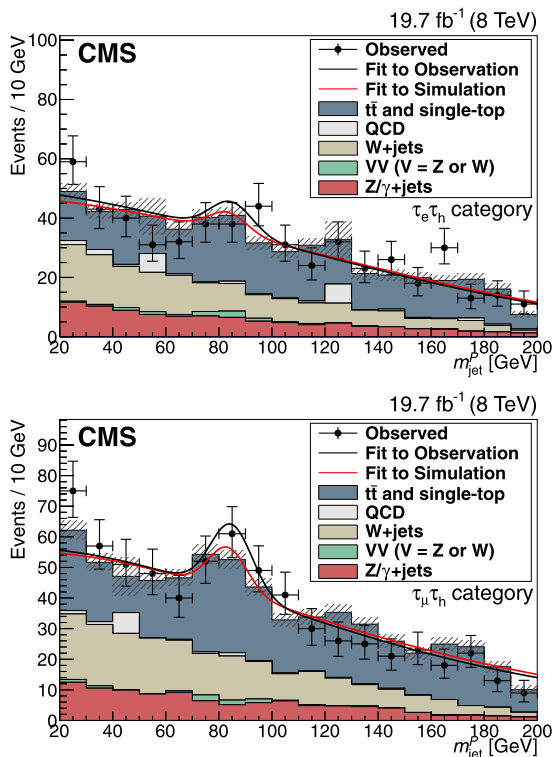 19.7 fb⁻¹ (8 TeV)
CMS
Observed
Fit to Observation
Fit to Simulation
tt̄ and single-top
QCD
W+jets
VV (V = Z or W)
Z/γ+jets
τₑτₕ category
Events / 10 GeV
100
80
60
40
20
0
20 40 60 80 100 120 140 160 180 200
m^P_jet [GeV]
19.7 fb⁻¹ (8 TeV)
CMS
Observed
Fit to Observation
Fit to Simulation
tt̄ and single-top
QCD
W+jets
VV (V = Z or W)
Z/γ+jets
τ_μτₕ category
Events / 10 GeV
90
80
70
60
50
40
30
20
10
0
20 40 60 80 100 120 140 160 180 200
m^P_jet [GeV]